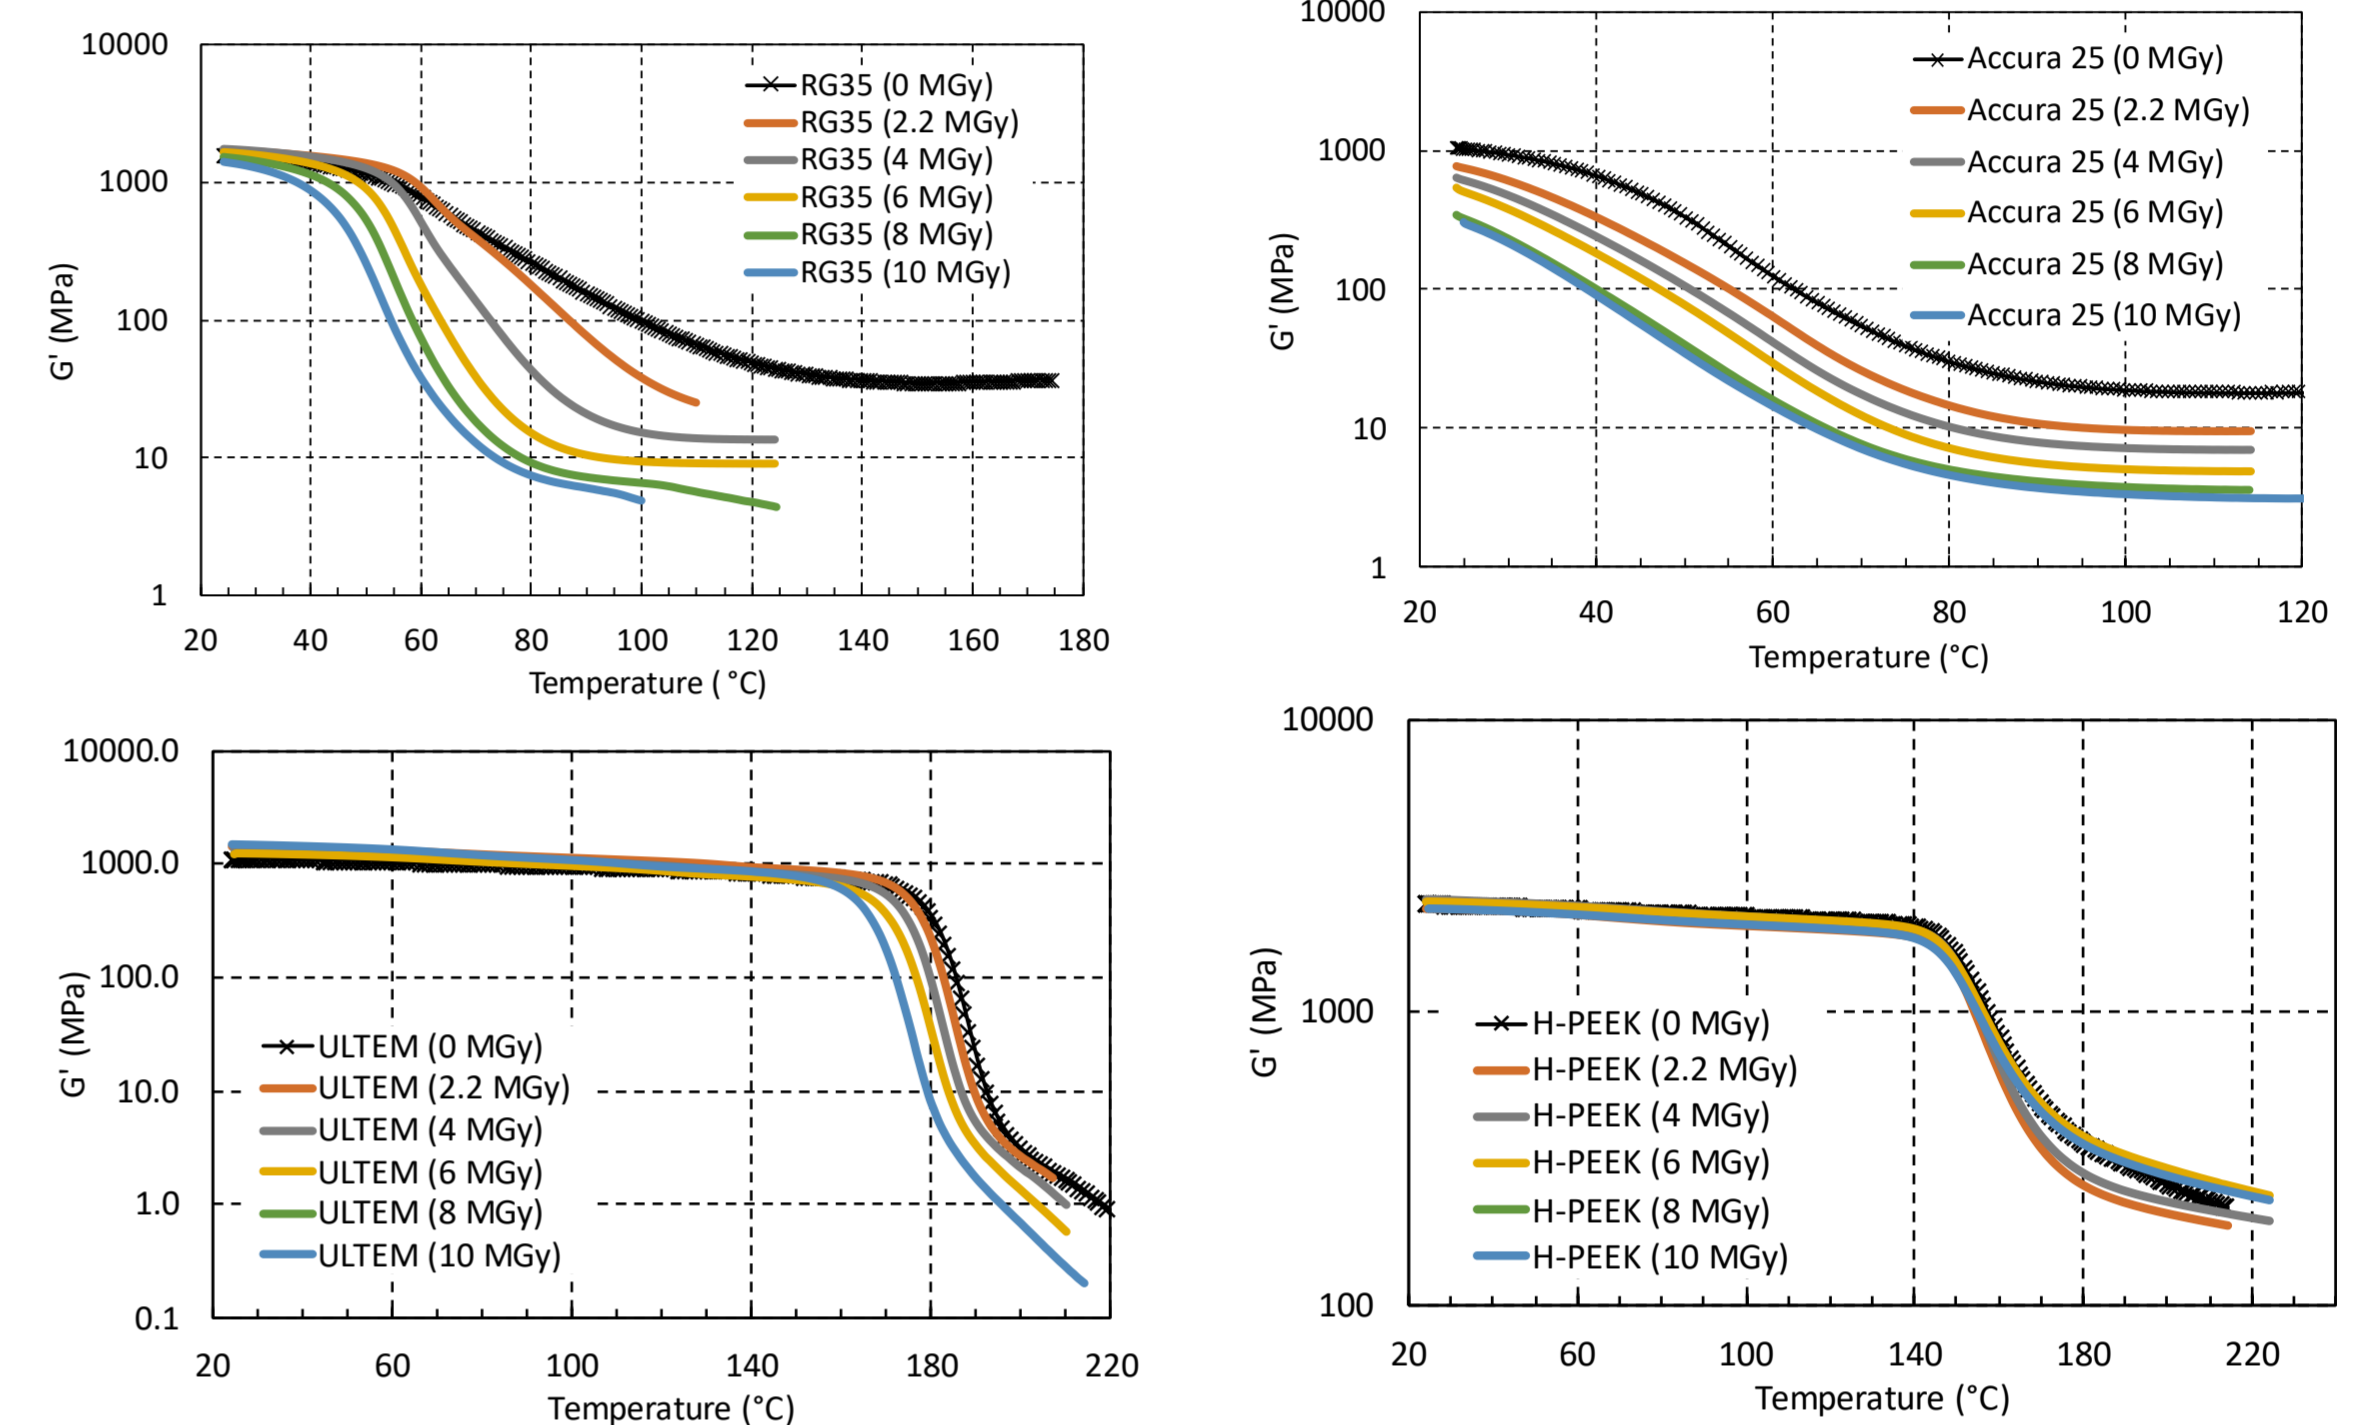 10000
1000
100
10
1
G' (MPa)
RG35 (0 MGy)
RG35 (2.2 MGy)
RG35 (4 MGy)
RG35 (6 MGy)
RG35 (8 MGy)
RG35 (10 MGy)
20 40 60 80 100 120 140 160 180
Temperature ( °C)
10000
1000
100
10
1
G' (MPa)
Accura 25 (0 MGy)
Accura 25 (2.2 MGy)
Accura 25 (4 MGy)
Accura 25 (6 MGy)
Accura 25 (8 MGy)
Accura 25 (10 MGy)
20 40 60 80 100 120
Temperature (°C)
10000.0
1000.0
100.0
10.0
1.0
0.1
G' (MPa)
ULTEM (0 MGy)
ULTEM (2.2 MGy)
ULTEM (4 MGy)
ULTEM (6 MGy)
ULTEM (8 MGy)
ULTEM (10 MGy)
20 60 100 140 180 220
Temperature (°C)
10000
1000
100
G' (MPa)
H-PEEK (0 MGy)
H-PEEK (2.2 MGy)
H-PEEK (4 MGy)
H-PEEK (6 MGy)
H-PEEK (8 MGy)
H-PEEK (10 MGy)
20 60 100 140 180 220
Temperature (°C)